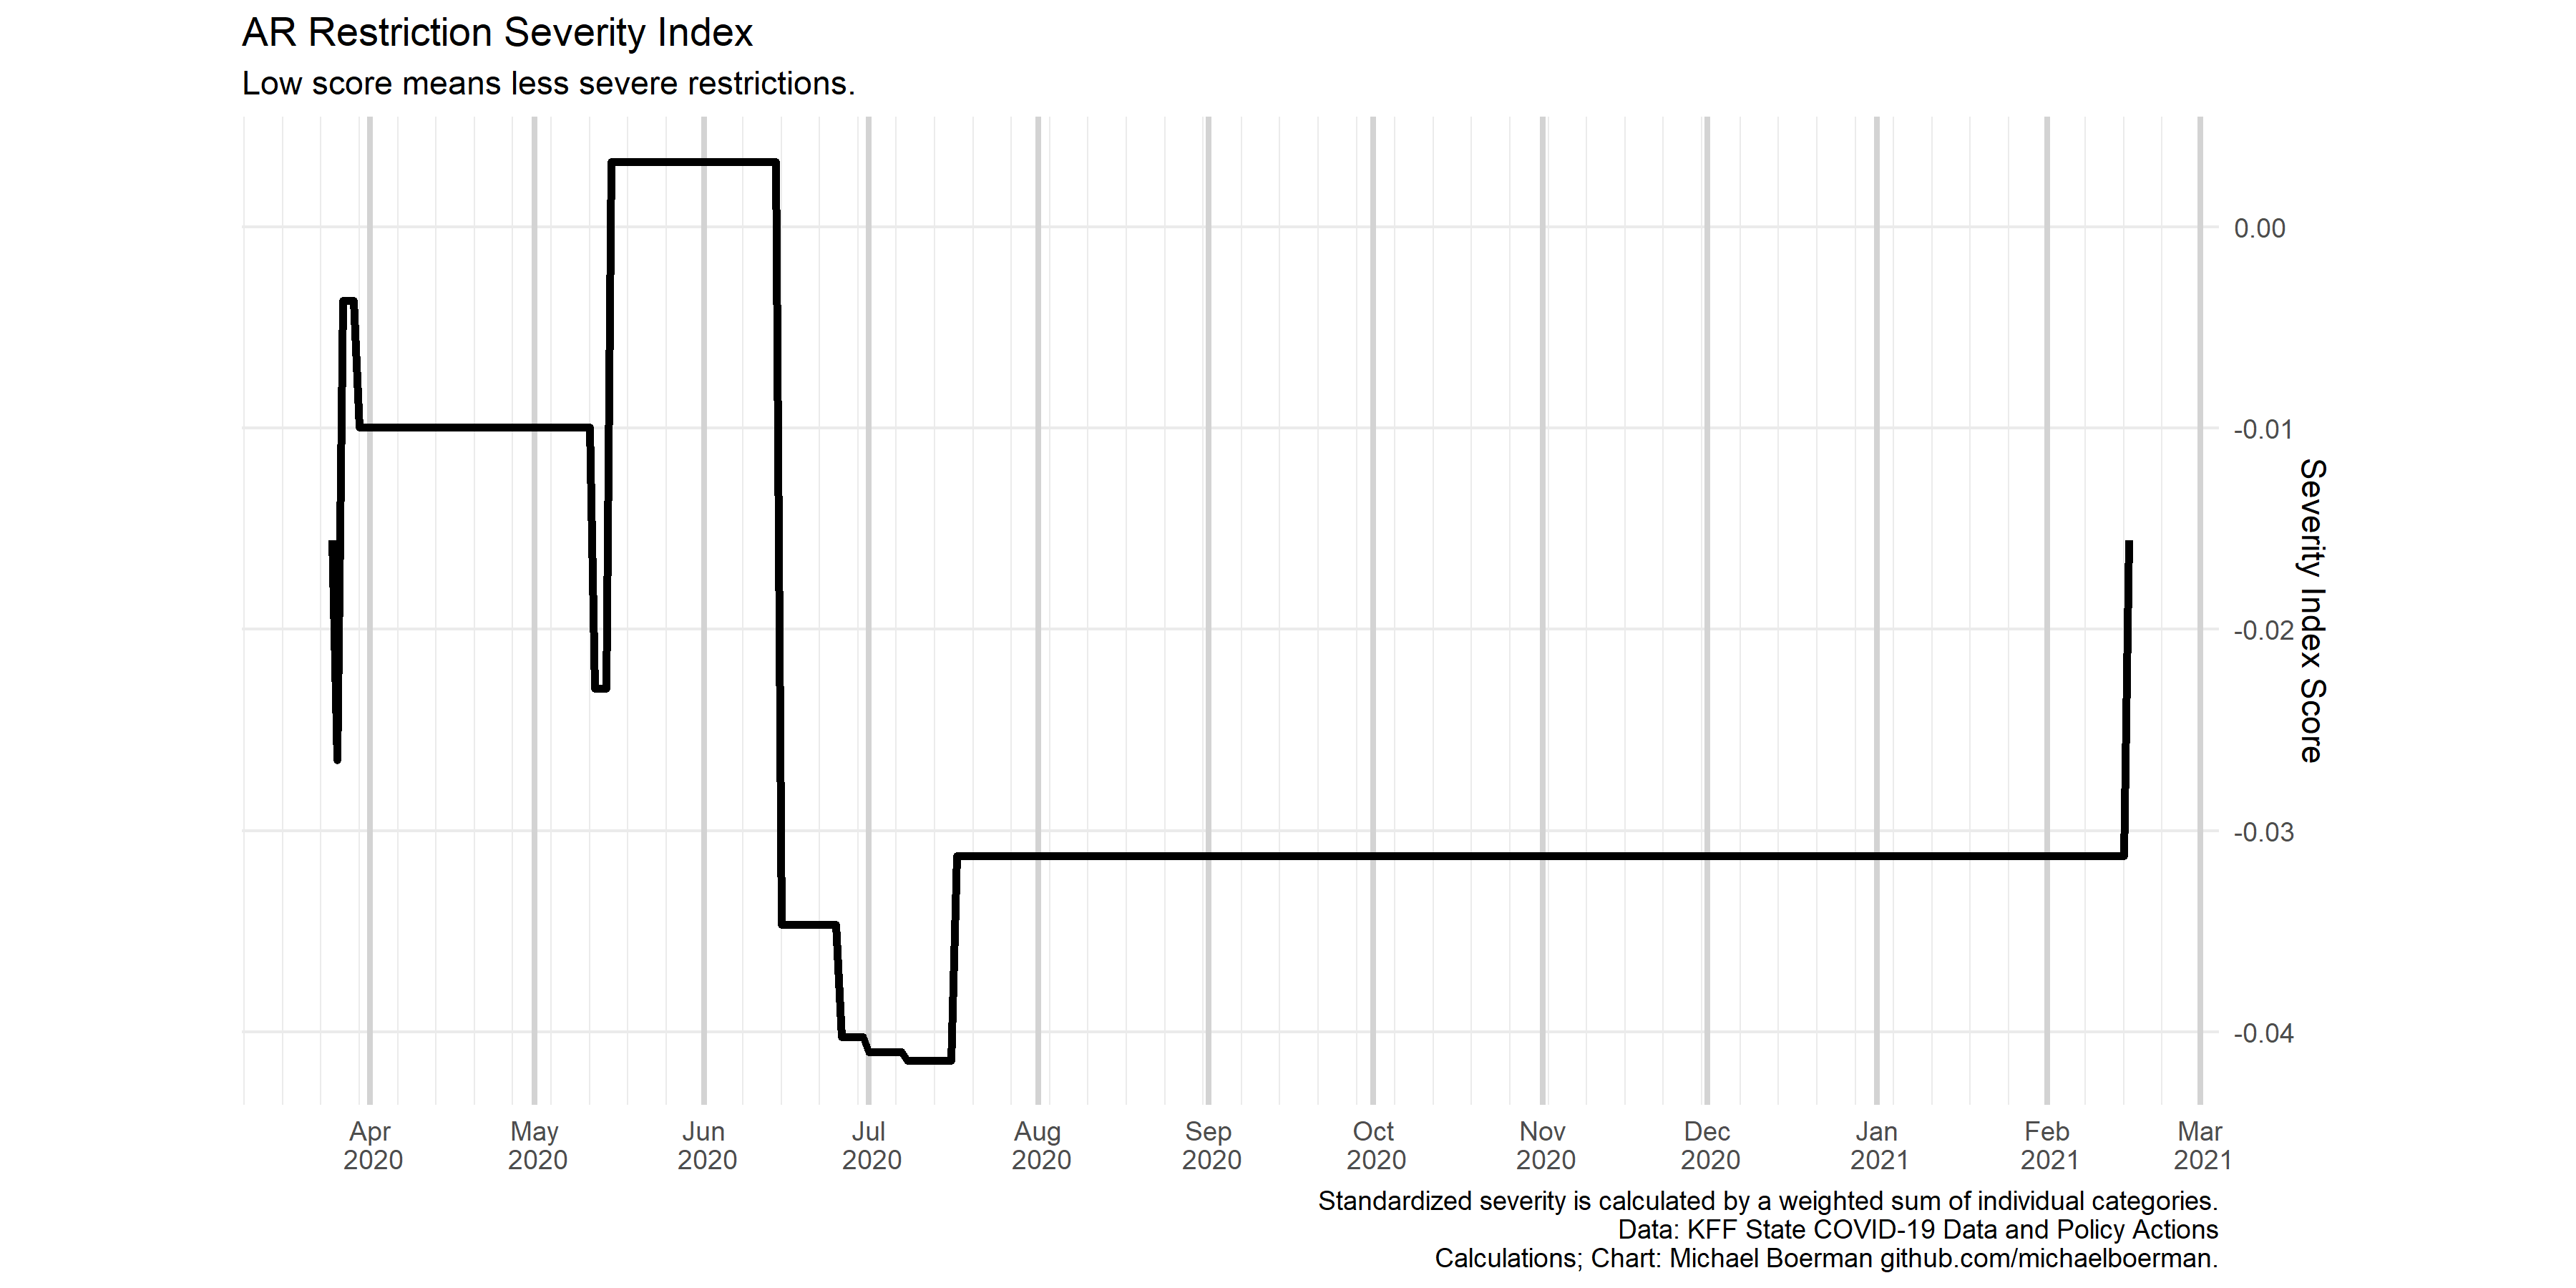 AR Restriction Severity Index
Low score means less severe restrictions.
0.00
-0.01
-0.02
-0.03
-0.04
Severity Index Score
Apr
2020
May
2020
Jun
2020
Jul
2020
Aug
2020
Sep
2020
Oct
2020
Nov
2020
Dec
2020
Jan
2021
Feb
2021
Mar
2021
Standardized severity is calculated by a weighted sum of individual categories.
Data: KFF State COVID-19 Data and Policy Actions
Calculations; Chart: Michael Boerman github.com/michaelboerman.